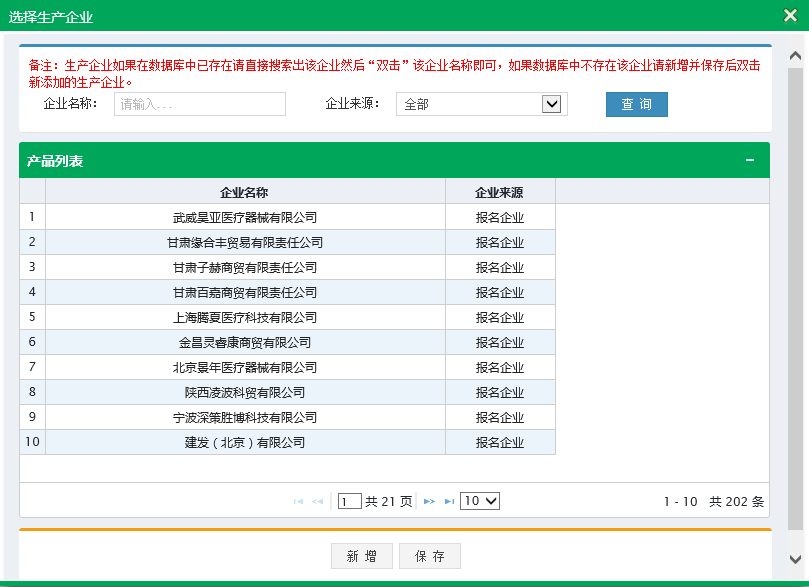 选择生产企业
备注：生产企业如果在数据库中已存在请直接搜索出该企业然后“双击”该企业名称即可，如果数据库中不存在该企业请新增并保存后双击
新添加的生产企业。
企业名称： 请输入... 企业来源： 全部 查 询
产品列表
企业名称 企业来源
1 武威昊亚医疗器械有限公司 报名企业
2 甘肃缘合丰贸易有限责任公司 报名企业
3 甘肃子赫商贸有限责任公司 报名企业
4 甘肃百嘉商贸有限责任公司 报名企业
5 上海腾夏医疗科技有限公司 报名企业
6 金昌灵睿康商贸有限公司 报名企业
7 北京景年医疗器械有限公司 报名企业
8 陕西凌波科贸有限公司 报名企业
9 宁波深策胜博科技有限公司 报名企业
10 建发（北京）有限公司 报名企业
1 共 21 页 10 1 - 10 共 202 条
新 增 保 存